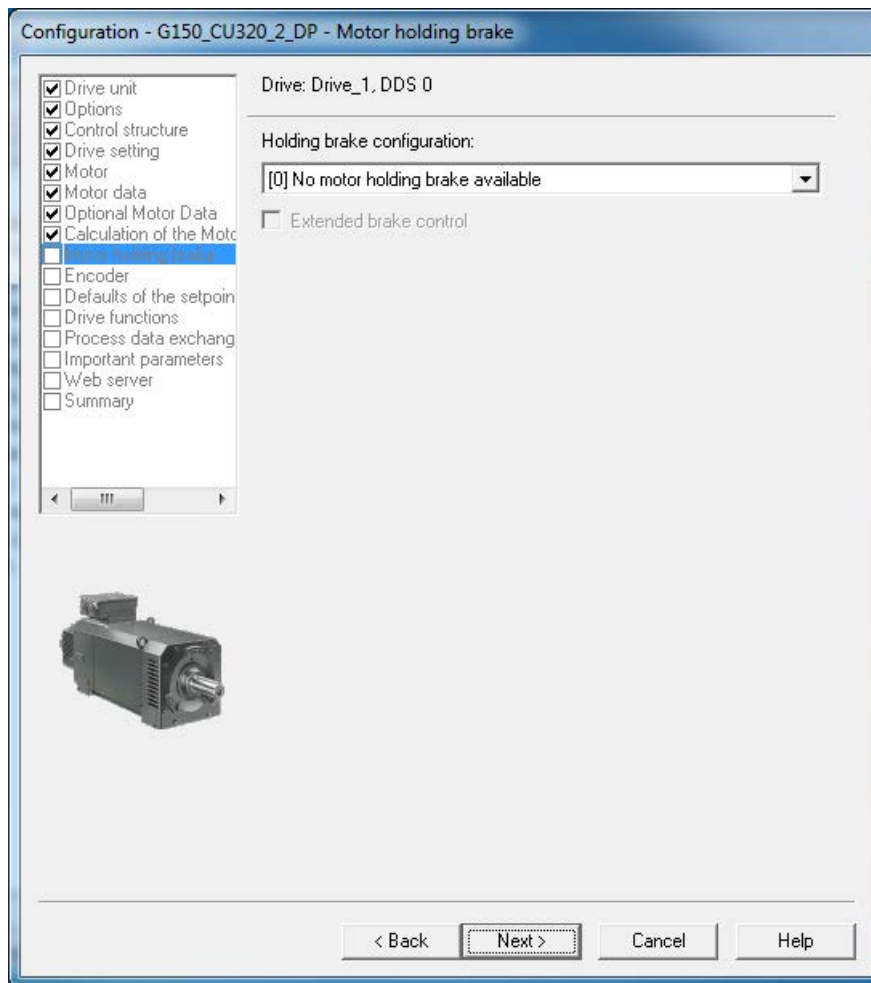 Configuration - G150_CU320_2_DP - Motor holding brake
Drive unit
Options
Control structure
Drive setting
Motor
Motor data
Optional Motor Data
Calculation of the Moto
Motor holding brake
Encoder
Defaults of the setpoin
Drive functions
Process data exchang
Important parameters
Web server
Summary
Drive: Drive_1, DDS 0
Holding brake configuration:
[0] No motor holding brake available
Extended brake control
< Back
Next >
Cancel
Help